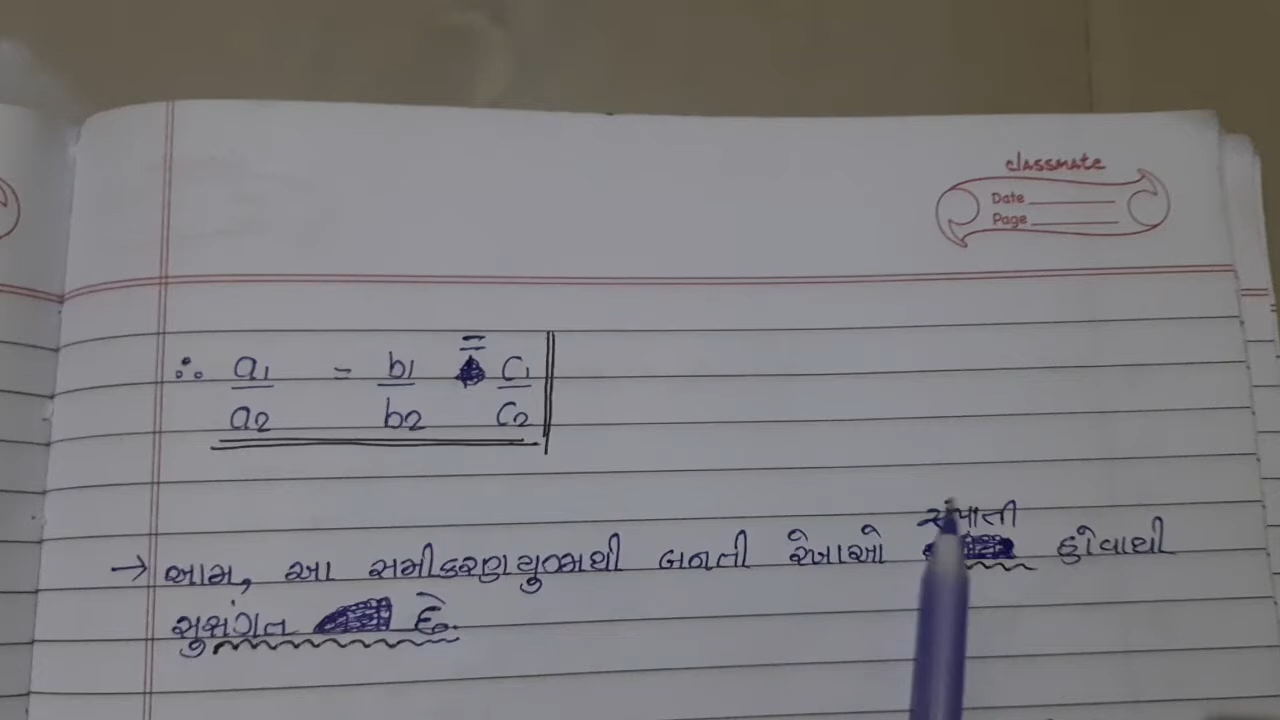 classmate
Date
Page
∴ a1/a2 = b1/b2 = c1/c2
સંપાતી
→ આમ, આ સમીકરણયુગ્મથી બનતી રેખાઓ હોવાથી
સુસંગત છે.